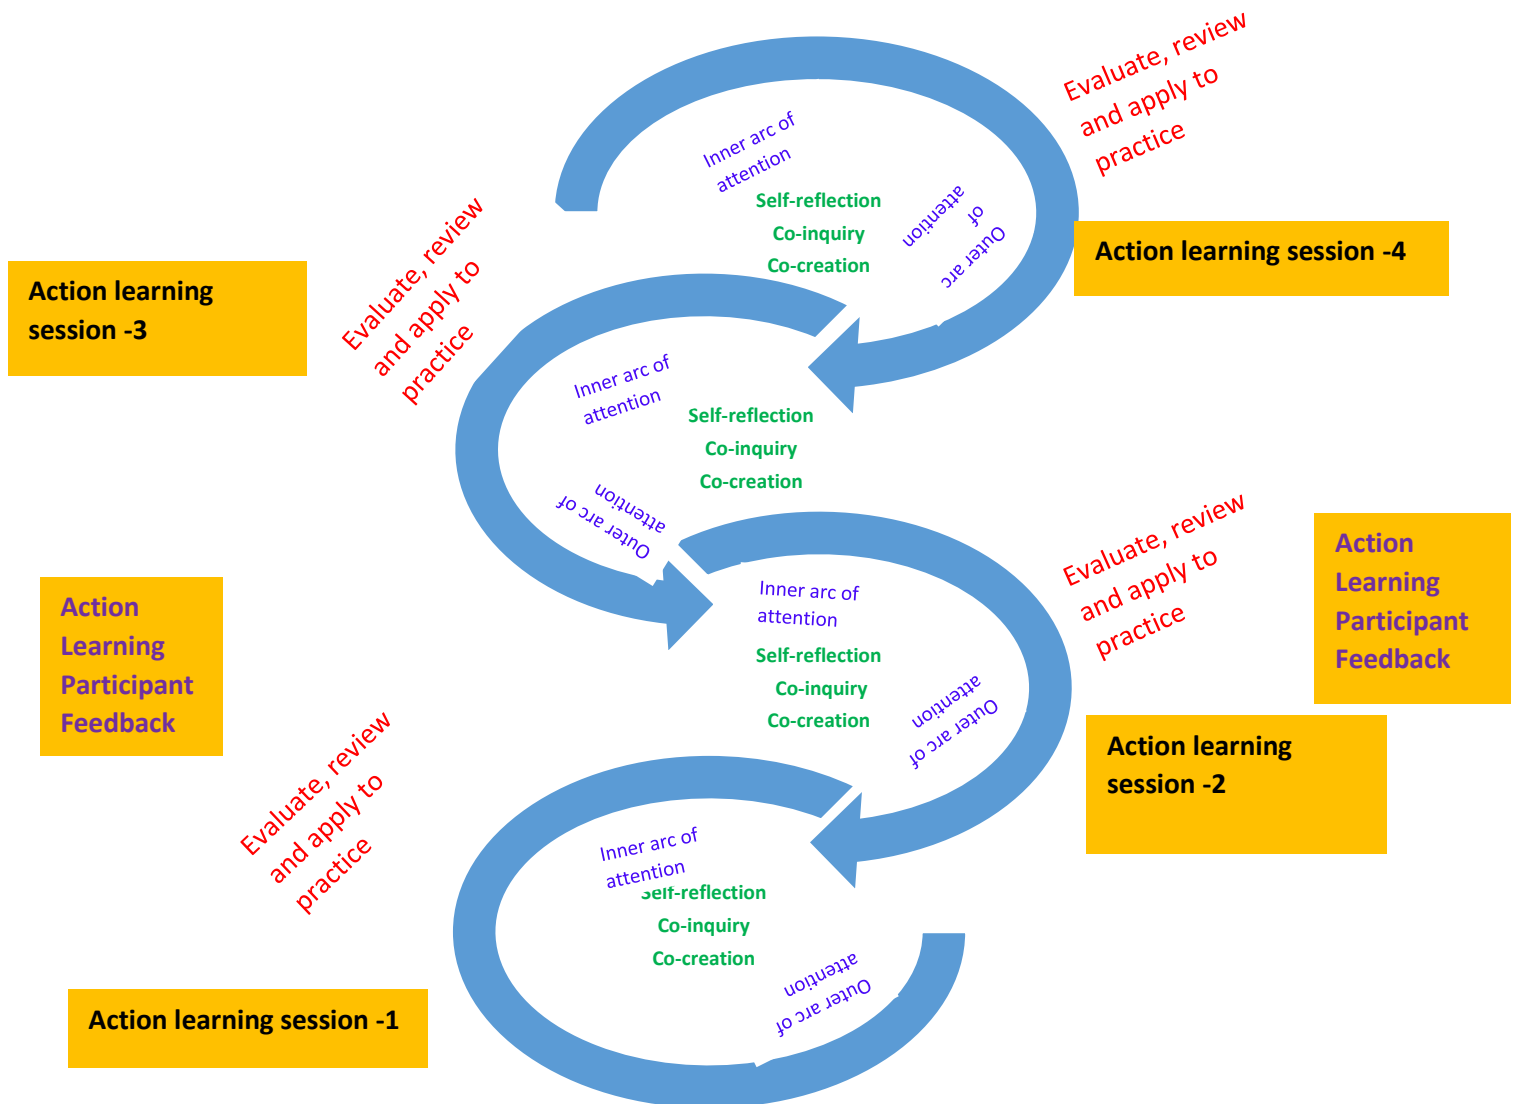 Evaluate, review
and apply to
practice
Inner arc of
attention
Self-reflection
Co-inquiry
Co-creation
Outer arc
of
attention
Action learning session -4
Evaluate, review
and apply to
practice
Action learning
session -3
Inner arc of
attention
Self-reflection
Co-inquiry
Co-creation
Outer arc of
attention
Evaluate, review
and apply to
practice
Action
Learning
Participant
Feedback
Action
Learning
Participant
Feedback
Inner arc of
attention
Self-reflection
Co-inquiry
Co-creation
Outer arc of
attention
Action learning
session -2
Evaluate, review
and apply to
practice
Inner arc of
attention
Self-reflection
Co-inquiry
Co-creation
Outer arc of
attention
Action learning session -1